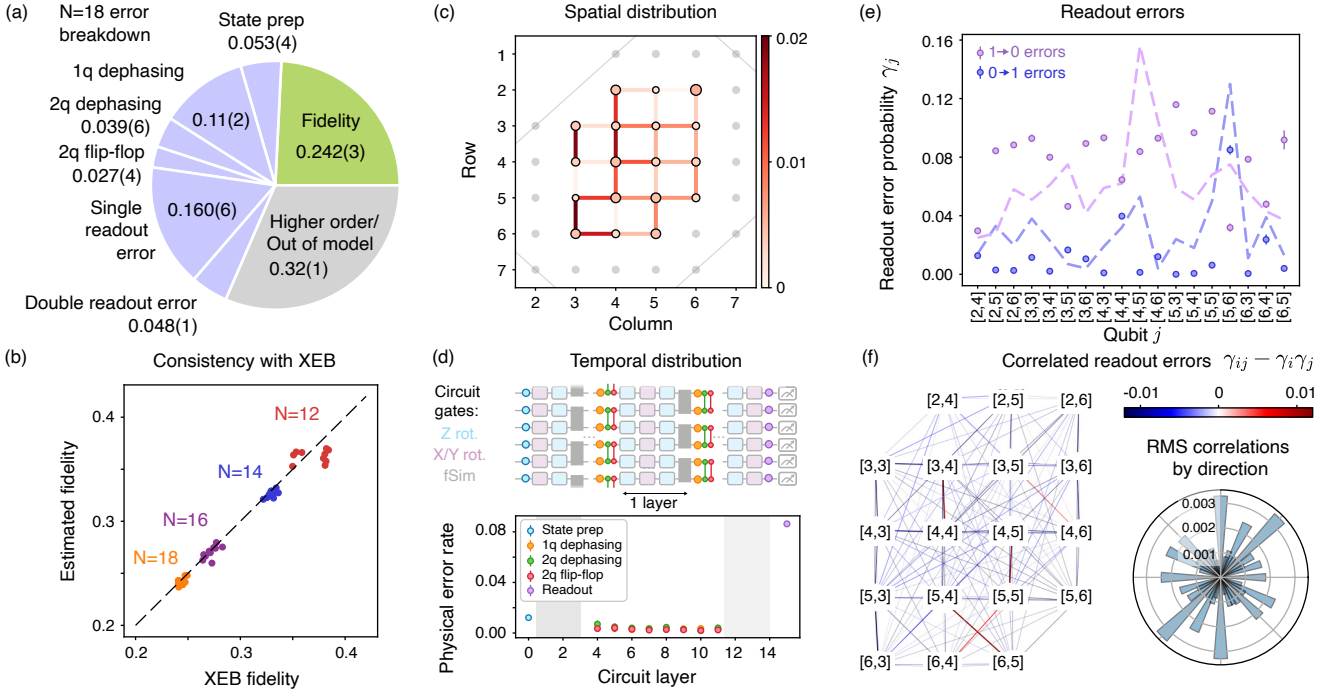 (a)
N=18 error
breakdown
State prep
0.053(4)
1q dephasing
0.11(2)
2q dephasing
0.039(6)
2q flip-flop
0.027(4)
Single
readout
error
0.160(6)
Double readout error
0.048(1)
Fidelity
0.242(3)
Higher order/
Out of model
0.32(1)
(b)
Consistency with XEB
N=12
N=14
N=16
N=18
0.4
0.3
0.2
Estimated fidelity
0.2 0.3 0.4
XEB fidelity
(c)
Spatial distribution
Row
1
2
3
4
5
6
7
2 3 4 5 6 7
Column
0.02
0.01
0
(d)
Temporal distribution
Circuit
gates:
Z rot.
X/Y rot.
fSim
1 layer
Physical error rate
0.08
0.04
0.00
State prep
1q dephasing
2q dephasing
2q flip-flop
Readout
0 2 4 6 8 10 12 14
Circuit layer
(e)
Readout errors
Readout error probability γj
0.16
0.12
0.08
0.04
0.00
1→0 errors
0→1 errors
[2,4] [2,5] [2,6] [3,3] [3,4] [3,5] [3,6] [4,3] [4,4] [4,5] [4,6] [5,3] [5,4] [5,5] [5,6] [6,3] [6,4] [6,5]
Qubit j
(f)
Correlated readout errors γij − γiγj
-0.01 0 0.01
[2,4] [2,5] [2,6]
[3,3] [3,4] [3,5] [3,6]
[4,3] [4,4] [4,5] [4,6]
[5,3] [5,4] [5,5] [5,6]
[6,3] [6,4] [6,5]
RMS correlations
by direction
0.003
0.002
0.001